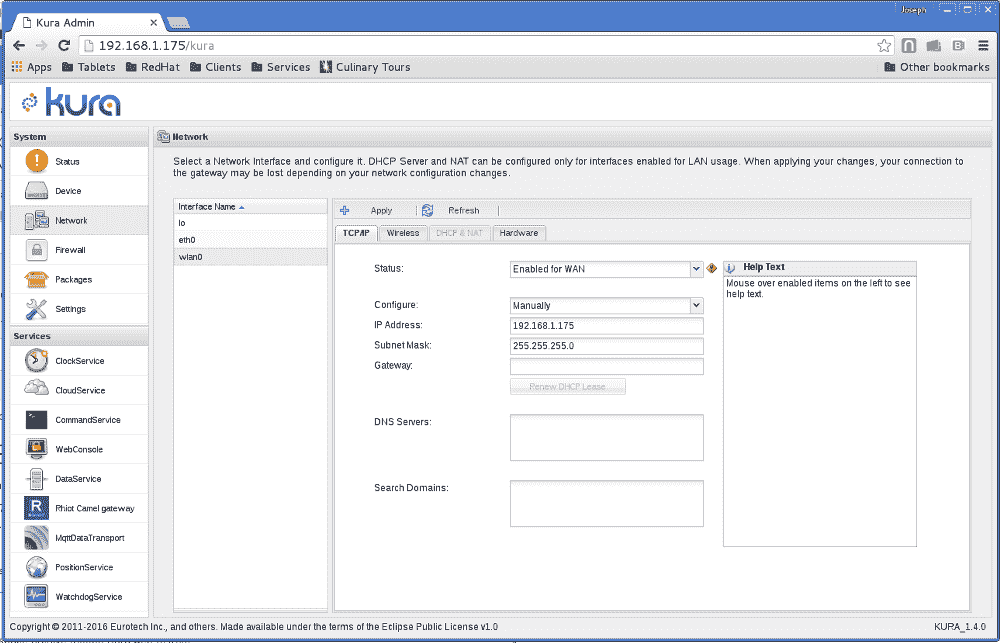 Joseph
Kura Admin
192.168.1.175/kura
Apps Tablets RedHat Clients Services Culinary Tours Other bookmarks
kura
System
Status
Device
Network
Firewall
Packages
Settings
Services
ClockService
CloudService
CommandService
WebConsole
DataService
Rhiot Camel gateway
MqttDataTransport
PositionService
WatchdogService
Network
Select a Network Interface and configure it. DHCP Server and NAT can be configured only for interfaces enabled for LAN usage. When applying your changes, your connection to
the gateway may be lost depending on your network configuration changes.
Interface Name
lo
eth0
wlan0
Apply Refresh
TCP/IP Wireless DHCP & NAT Hardware
Status: Enabled for WAN
Configure: Manually
IP Address: 192.168.1.175
Subnet Mask: 255.255.255.0
Gateway:
Renew DHCP Lease
DNS Servers:
Search Domains:
Help Text
Mouse over enabled items on the left to see
help text.
Copyright © 2011-2016 Eurotech Inc., and others. Made available under the terms of the Eclipse Public License v1.0 KURA_1.4.0